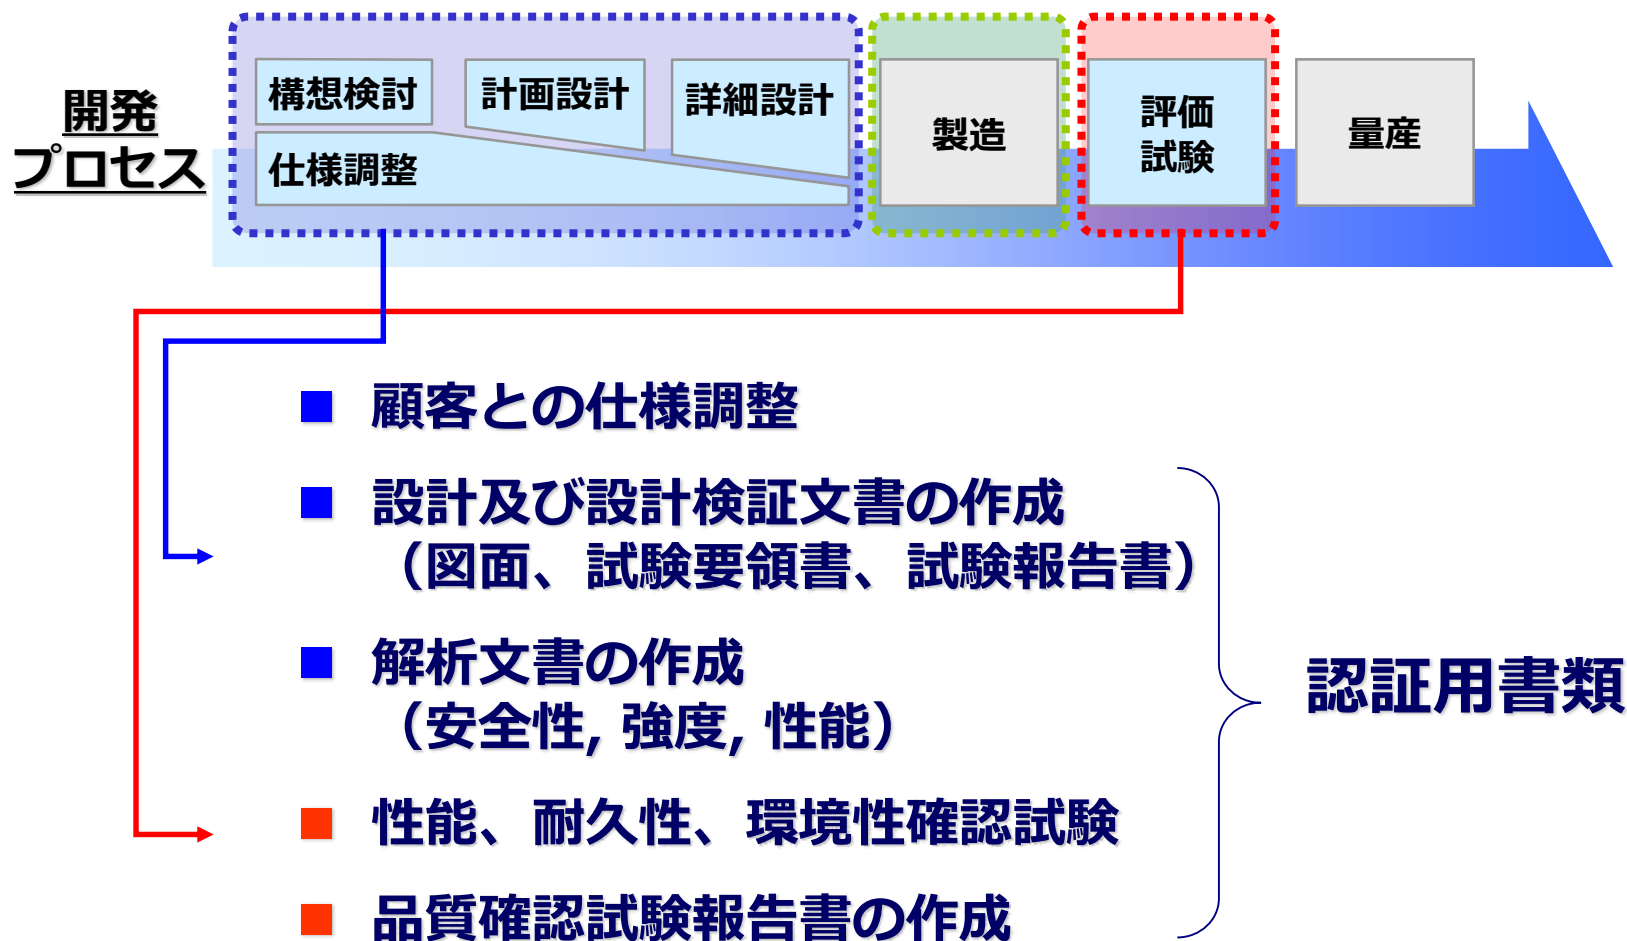 開発
プロセス
構想検討
計画設計
詳細設計
仕様調整
製造
評価
試験
量産
■ 顧客との仕様調整
■ 設計及び設計検証文書の作成
（図面、試験要領書、試験報告書）
■ 解析文書の作成
（安全性, 強度, 性能）
■ 性能、耐久性、環境性確認試験
■ 品質確認試験報告書の作成
認証用書類